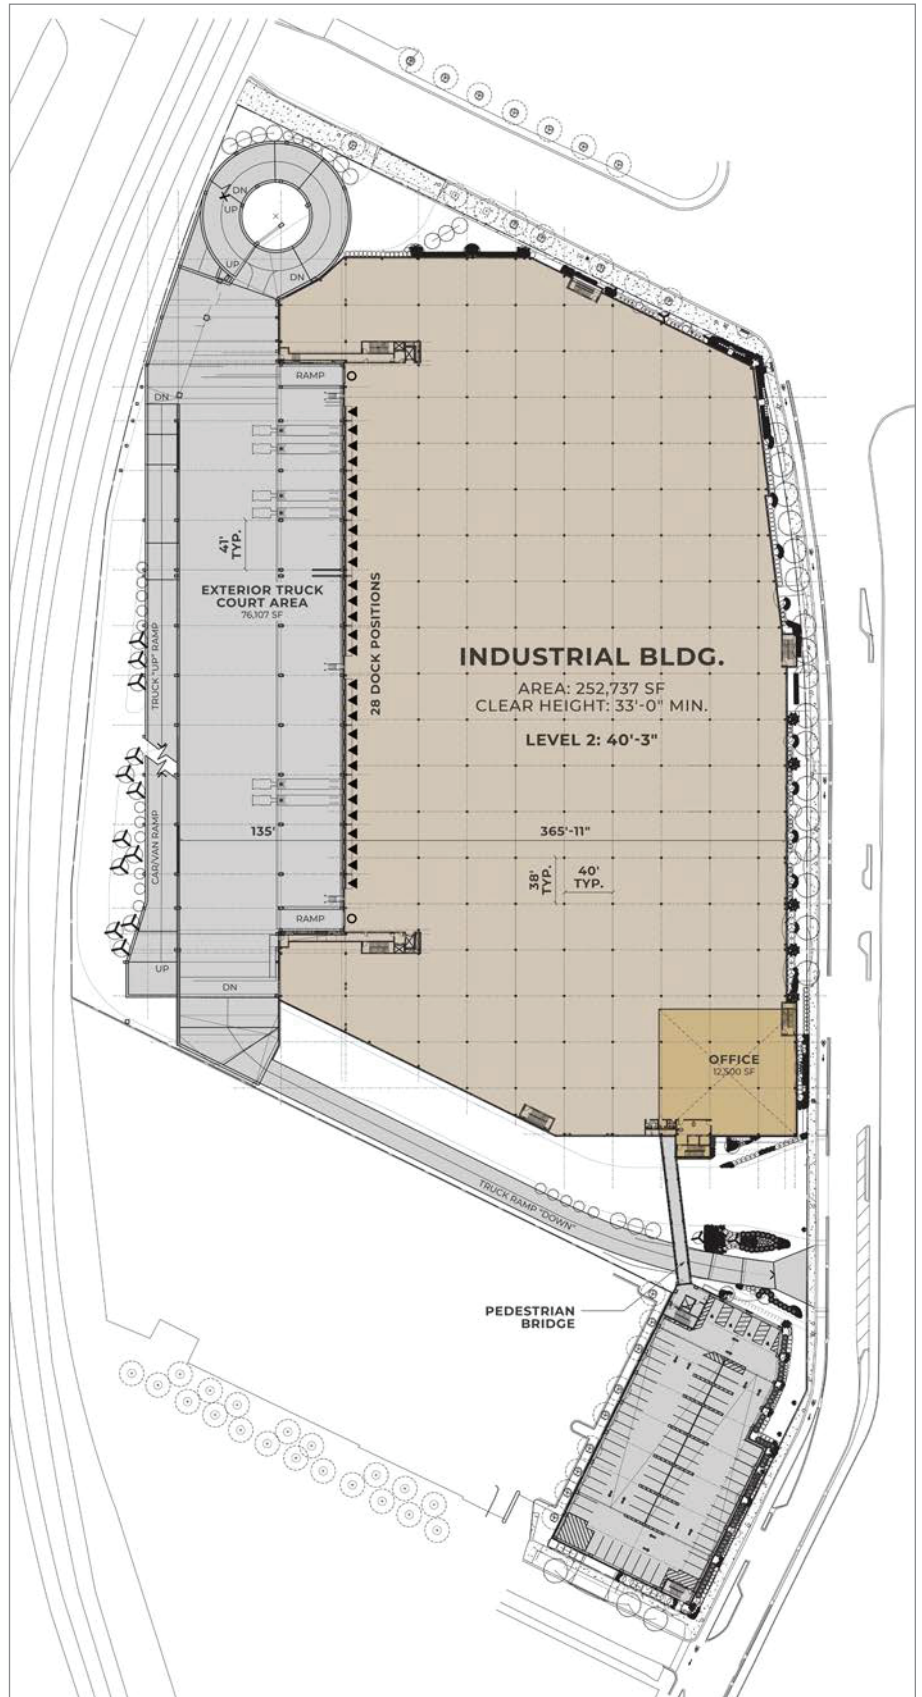 DN
UP
UP
DN
RAMP
DN
41'
TYP.
EXTERIOR TRUCK
COURT AREA
76,107 SF
28 DOCK POSITIONS
INDUSTRIAL BLDG.
AREA: 252,737 SF
CLEAR HEIGHT: 33'-0" MIN.
LEVEL 2: 40'-3"
TRUCK "UP" RAMP
CAR/VAN RAMP
135'
365'-11"
38'
TYP.
40'
TYP.
RAMP
UP
DN
OFFICE
12,500 SF
TRUCK RAMP "DOWN"
PEDESTRIAN
BRIDGE